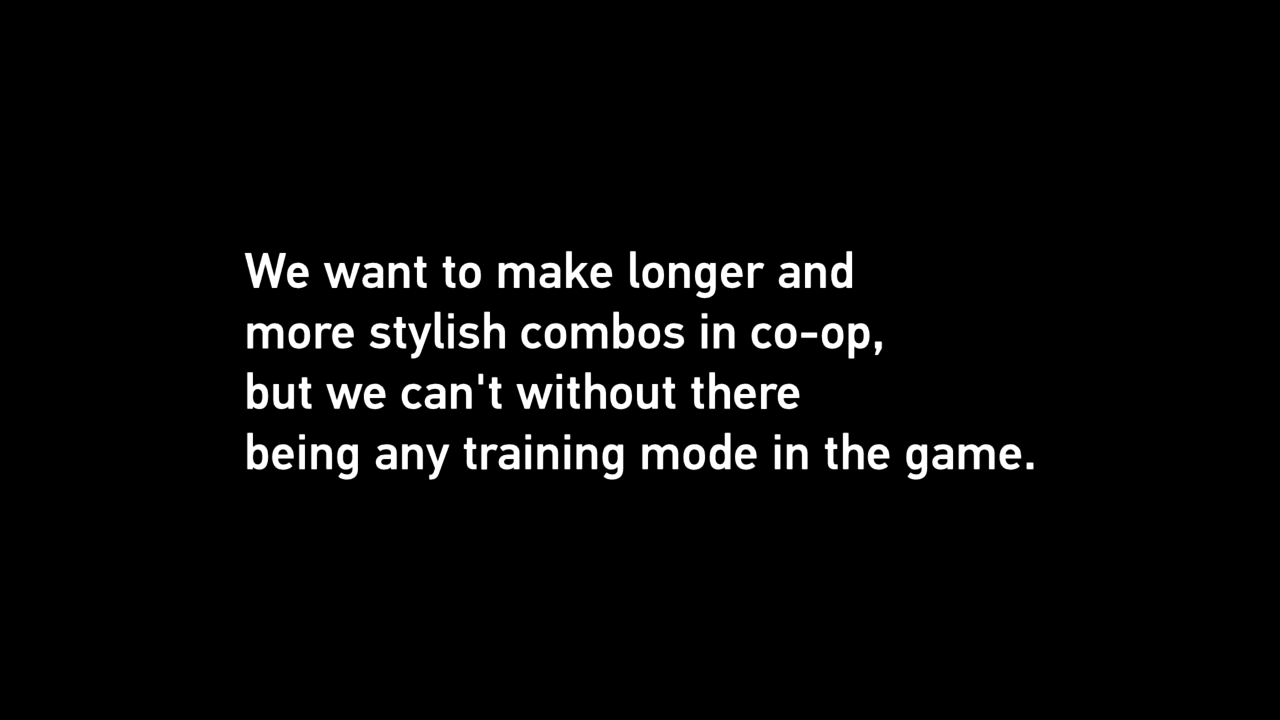 We want to make longer and
more stylish combos in co-op,
but we can't without there
being any training mode in the game.